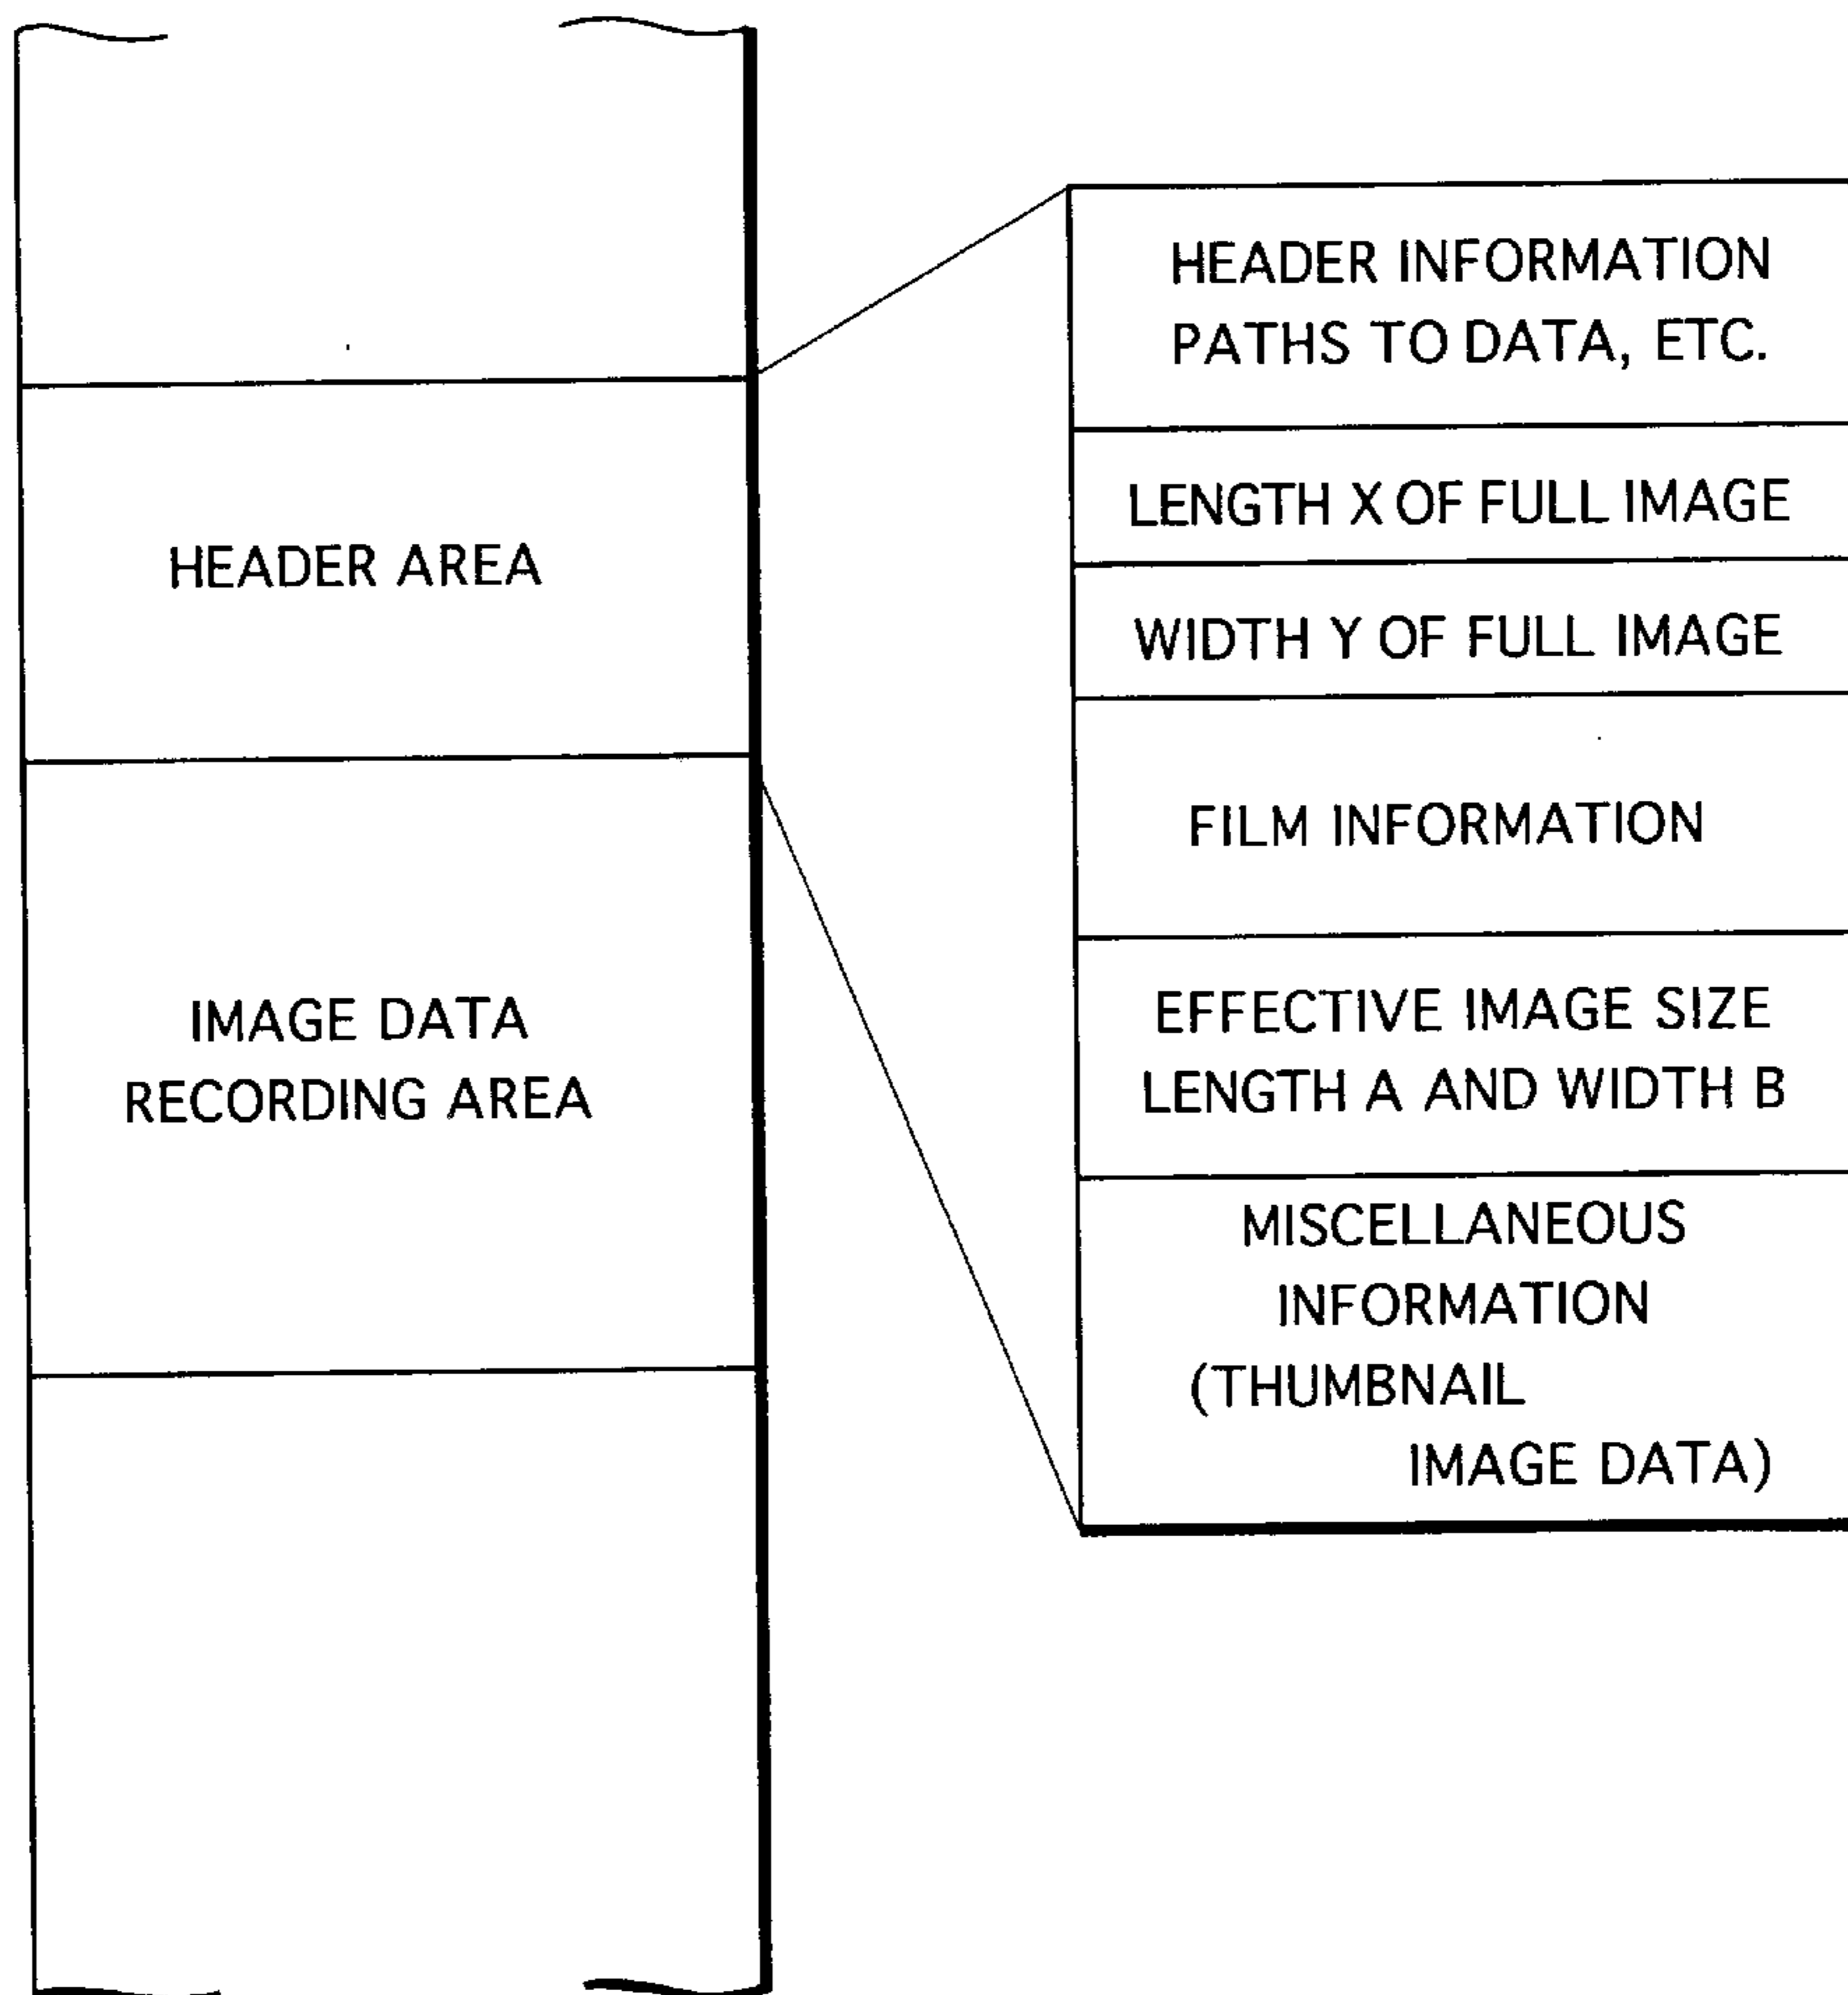 HEADER AREA
IMAGE DATA
RECORDING AREA
HEADER INFORMATION
PATHS TO DATA, ETC.
LENGTH X OF FULL IMAGE
WIDTH Y OF FULL IMAGE
FILM INFORMATION
EFFECTIVE IMAGE SIZE
LENGTH A AND WIDTH B
MISCELLANEOUS
INFORMATION
(THUMBNAIL
IMAGE DATA)